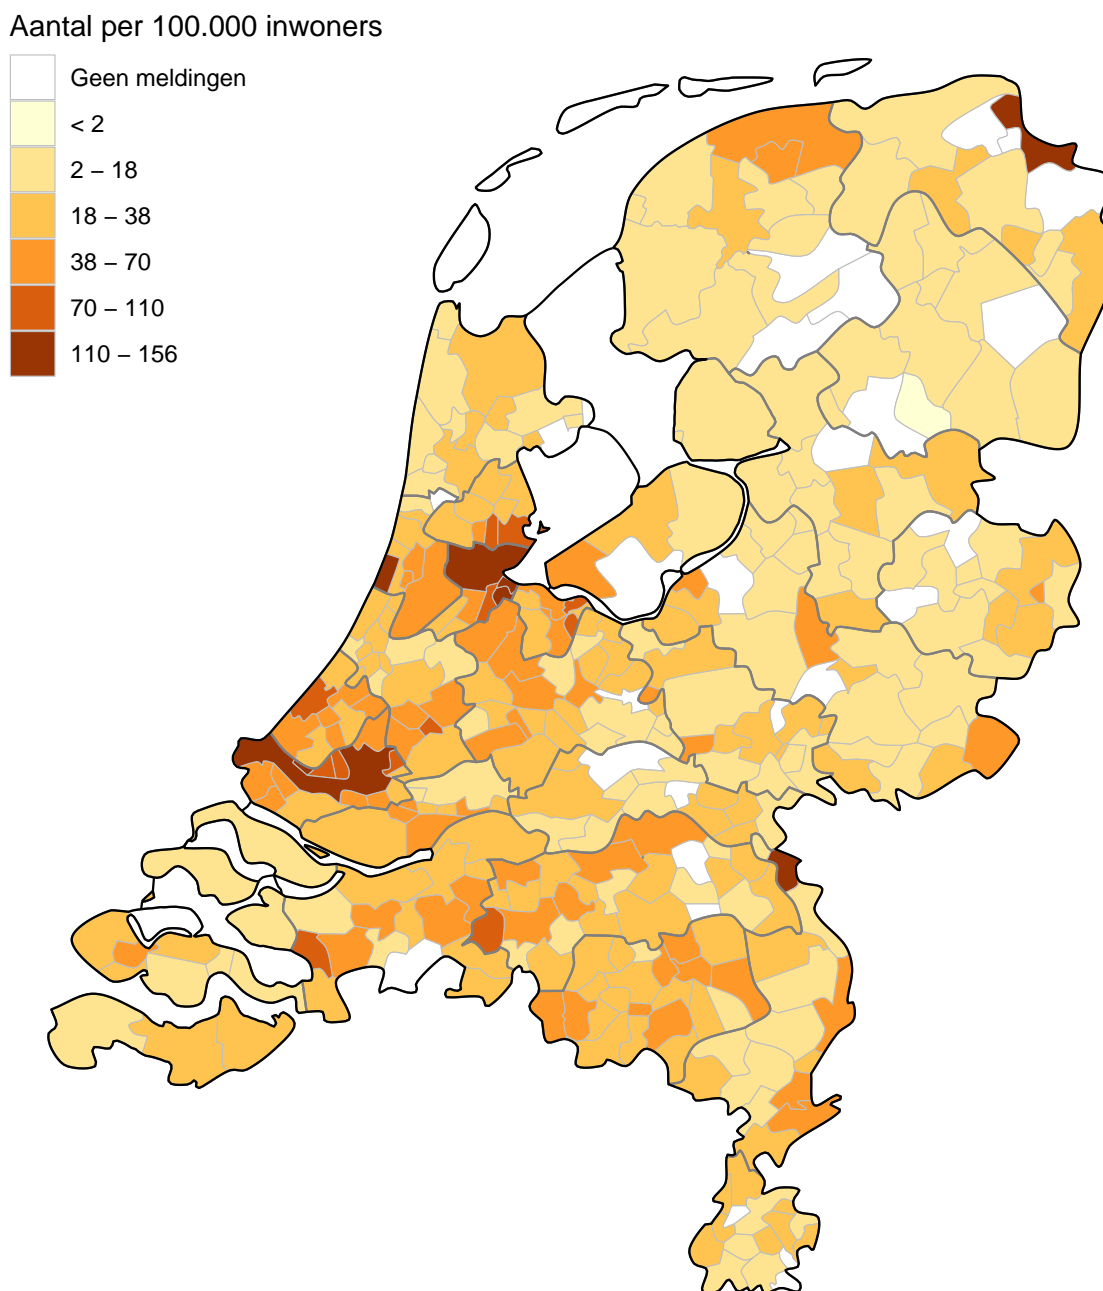 Aantal per 100.000 inwoners
Geen meldingen
< 2
2 – 18
18 – 38
38 – 70
70 – 110
110 – 156